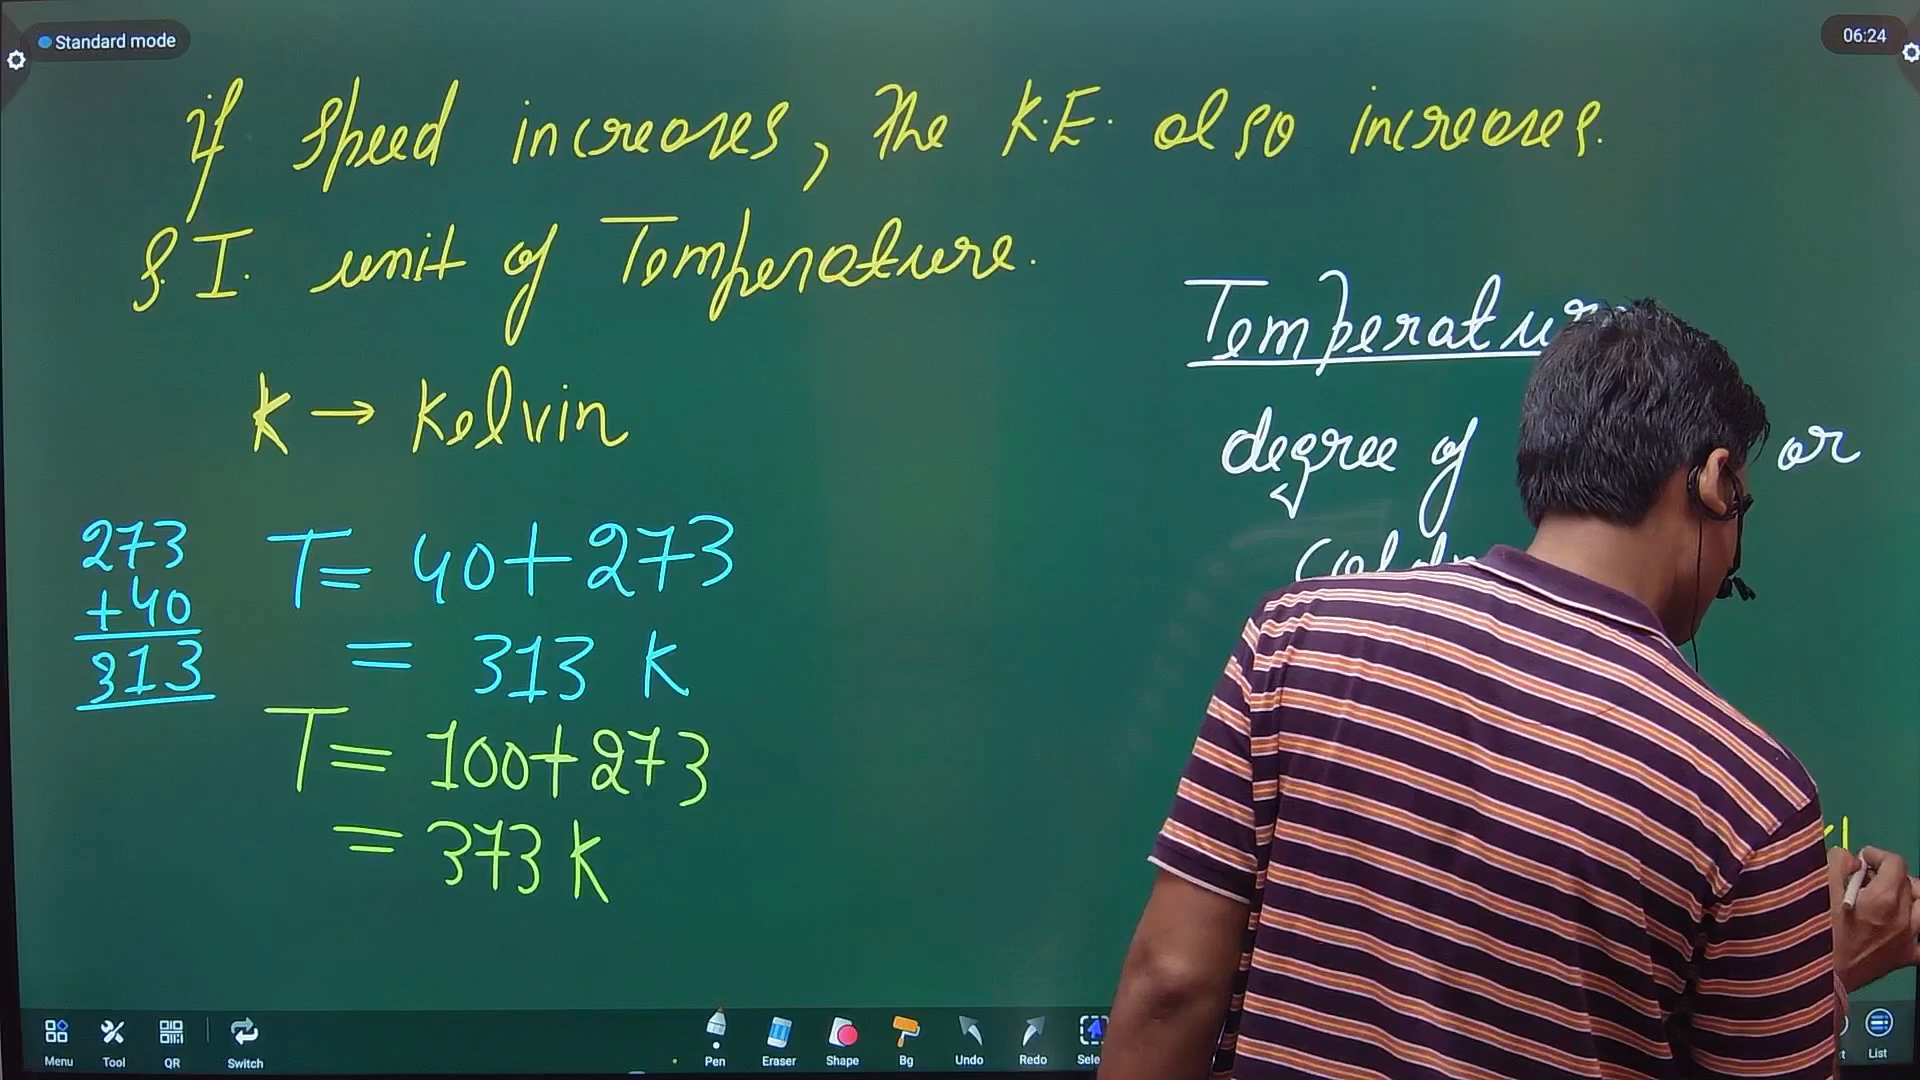 Standard mode
06:24
if speed increases, the K.E. also increases.
S.I. unit of Temperature.
K → Kelvin
273
+40
313
T = 40+273
= 313 K
T = 100+273
= 373 K
degree of
or
Menu
Tool
QR
Switch
Pen
Eraser
Shape
Bg
Undo
Redo
List